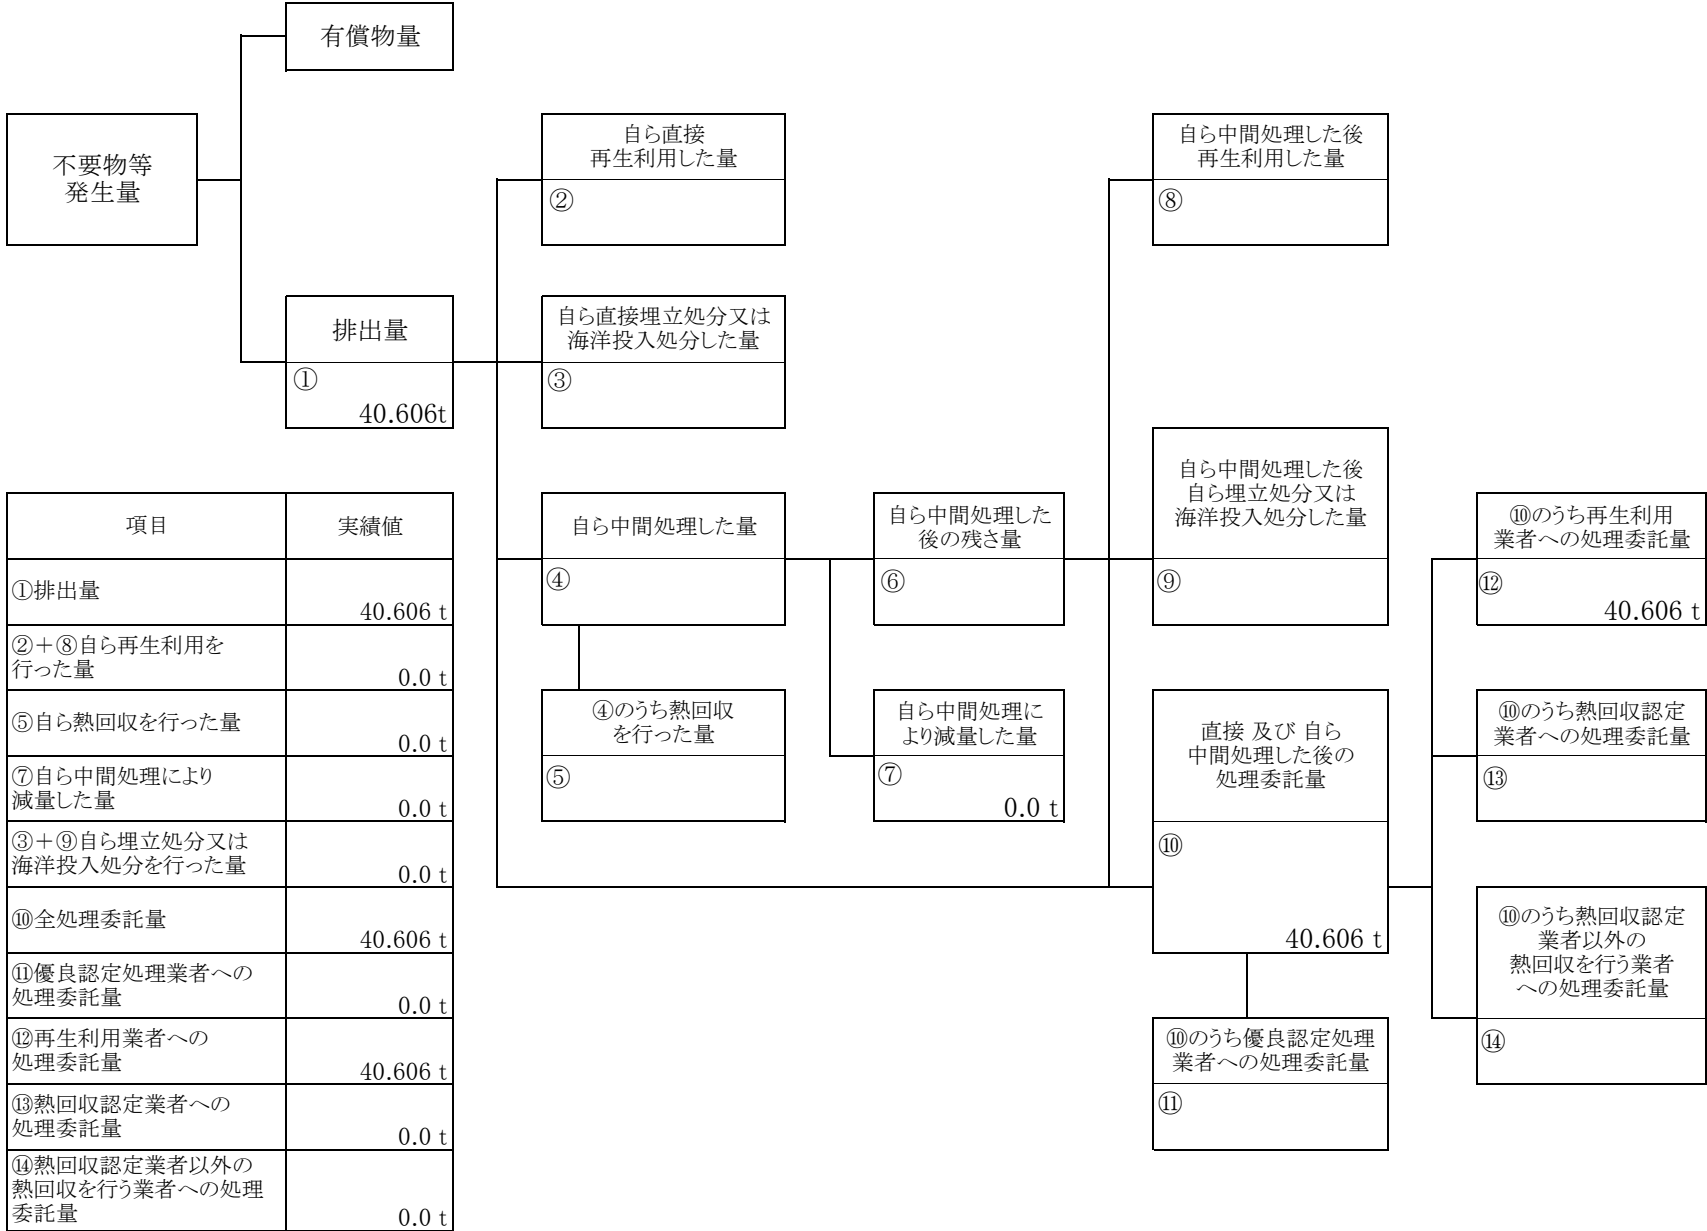 有償物量
不要物等
発生量
自ら直接
再生利用した量
②
自ら中間処理した後
再生利用した量
⑧
排出量
①
40.606t
自ら直接埋立処分又は
海洋投入処分した量
③
自ら中間処理した量
④
自ら中間処理した
後の残さ量
⑥
自ら中間処理した後
自ら埋立処分又は
海洋投入処分した量
⑨
⑩のうち再生利用
業者への処理委託量
⑫
40.606 t
④のうち熱回収
を行った量
⑤
自ら中間処理に
より減量した量
⑦
0.0 t
直接 及び 自ら
中間処理した後の
処理委託量
⑩
40.606 t
⑩のうち熱回収認定
業者への処理委託量
⑬
⑩のうち熱回収認定
業者以外の
熱回収を行う業者
への処理委託量
⑭
⑩のうち優良認定処理
業者への処理委託量
⑪
項目 実績値
①排出量
40.606 t
②＋⑧自ら再生利用を
行った量
0.0 t
⑤自ら熱回収を行った量
0.0 t
⑦自ら中間処理により
減量した量
0.0 t
③＋⑨自ら埋立処分又は
海洋投入処分を行った量
0.0 t
⑩全処理委託量
40.606 t
⑪優良認定処理業者への
処理委託量
0.0 t
⑫再生利用業者への
処理委託量
40.606 t
⑬熱回収認定業者への
処理委託量
0.0 t
⑭熱回収認定業者以外の
熱回収を行う業者への処理
委託量
0.0 t